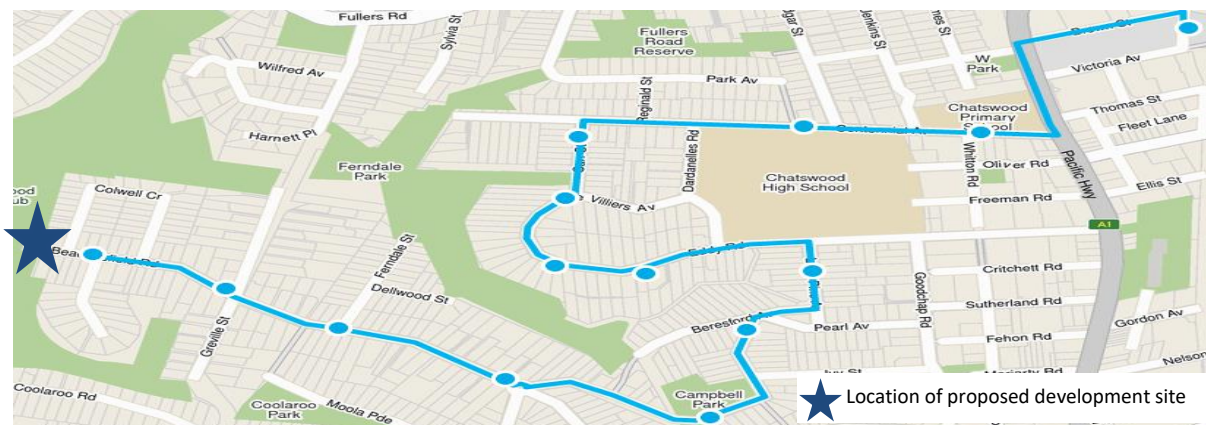 Fullers Rd
Sylvia St
Fullers
Road
Reserve
Jenkins St
Wilfred Av
Park Av
W
Park
Victoria Av
Reginald St
Thomas St
Fleet Lane
Harnett Pl
Centennial
Chatswood
Primary
School
Ferndale
Park
Dardanelles Rd
Chatswood
High School
Whitton Rd
Oliver Rd
Pacific Hwy
Ellis St
Colwell Cr
Villiers Av
Freeman Rd
A1
Eddy Rd
Ferndale St
Critchett Rd
Dellwood St
Goodchap Rd
Sutherland Rd
Beresford Av
Pearl Av
Gordon Av
Greville St
Fehon Rd
Nelson
Coolaroo Rd
Coolaroo
Park
Moola Pde
Campbell
Park
Location of proposed development site